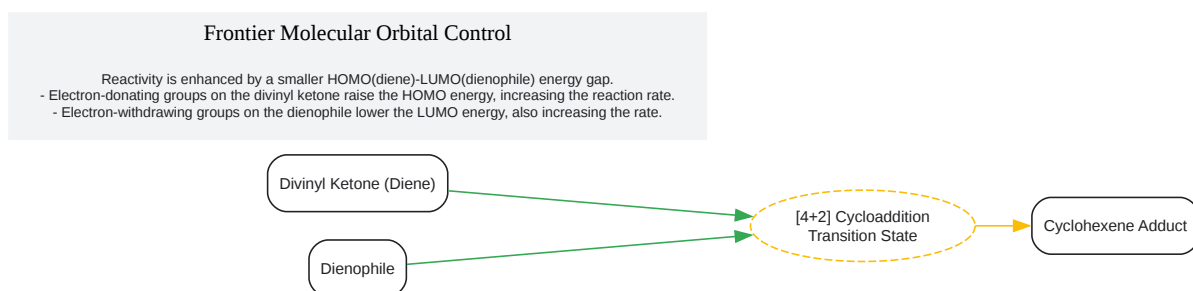 Frontier Molecular Orbital Control
Reactivity is enhanced by a smaller HOMO(diene)-LUMO(dienophile) energy gap.
- Electron-donating groups on the divinyl ketone raise the HOMO energy, increasing the reaction rate.
- Electron-withdrawing groups on the dienophile lower the LUMO energy, also increasing the rate.
Divinyl Ketone (Diene)
Dienophile
[4+2] Cycloaddition
Transition State
Cyclohexene Adduct